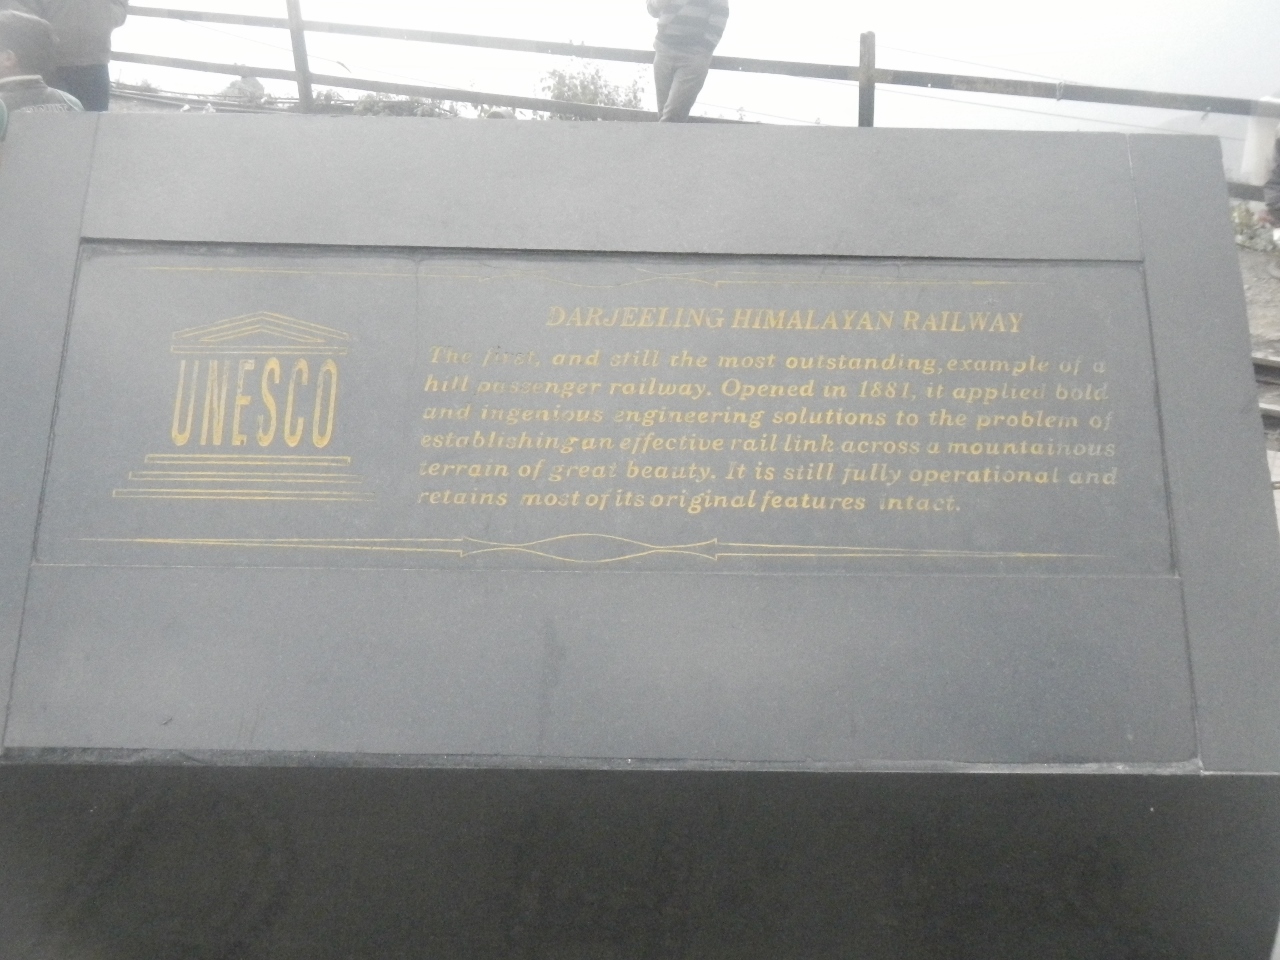 UNESCO
DARJEELING HIMALAYAN RAILWAY
The first, and still the most outstanding, example of a
hill passenger railway. Opened in 1881, it applied bold
and ingenious engineering solutions to the problem of
establishing an effective rail link across a mountainous
terrain of great beauty. It is still fully operational and
retains most of its original features intact.